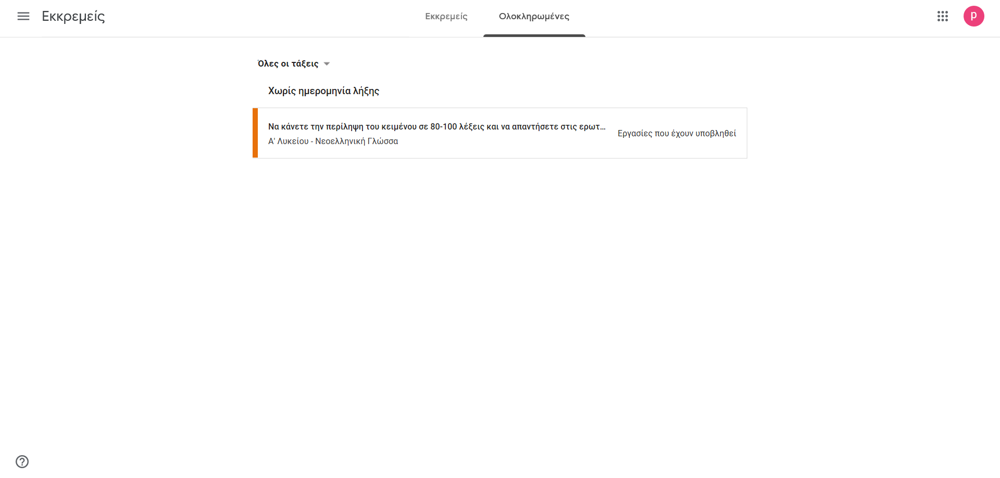 Εκκρεμείς
Εκκρεμείς
Ολοκληρωμένες
p
Όλες οι τάξεις
Χωρίς ημερομηνία λήξης
Να κάνετε την περίληψη του κειμένου σε 80-100 λέξεις και να απαντήσετε στις ερωτ...
Εργασίες που έχουν υποβληθεί
Α' Λυκείου - Νεοελληνική Γλώσσα